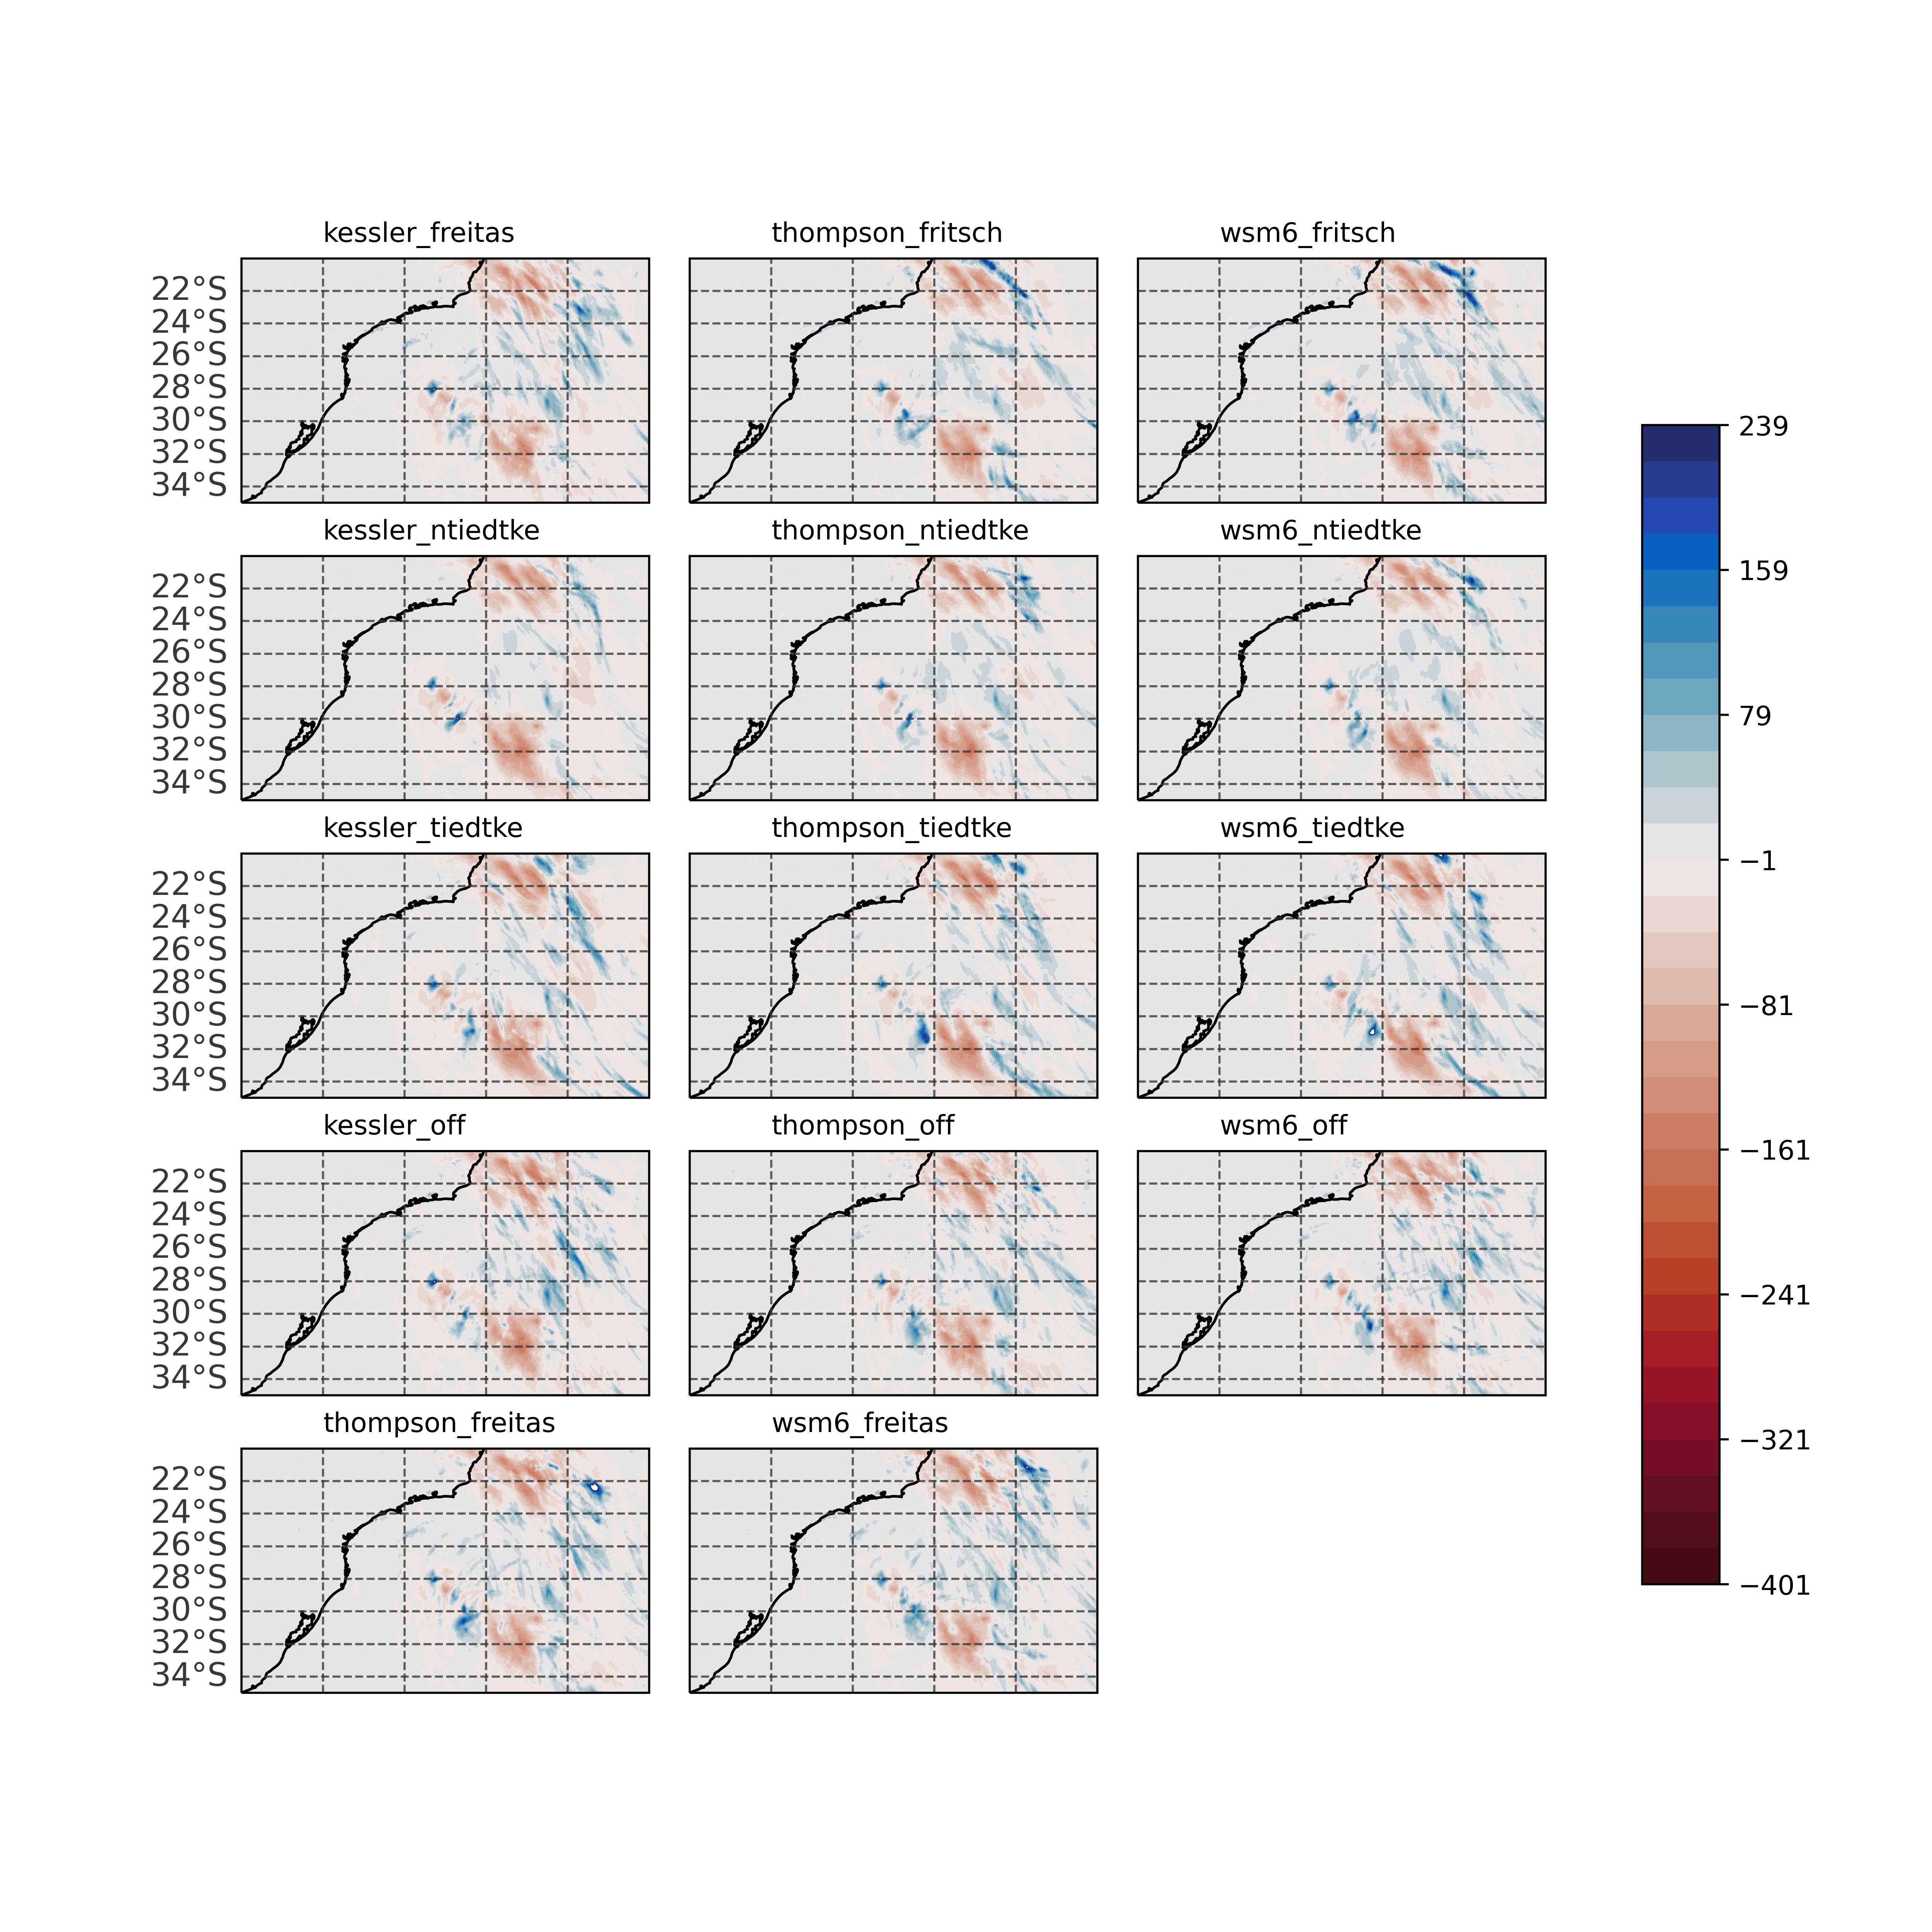 kessler_freitas thompson_fritsch wsm6_fritsch
22°S
24°S
26°S
28°S
30°S
32°S
34°S
kessler_ntiedtke thompson_ntiedtke wsm6_ntiedtke
22°S
24°S
26°S
28°S
30°S
32°S
34°S
kessler_tiedtke thompson_tiedtke wsm6_tiedtke
22°S
24°S
26°S
28°S
30°S
32°S
34°S
kessler_off thompson_off wsm6_off
22°S
24°S
26°S
28°S
30°S
32°S
34°S
thompson_freitas wsm6_freitas
22°S
24°S
26°S
28°S
30°S
32°S
34°S
239
159
79
−1
−81
−161
−241
−321
−401